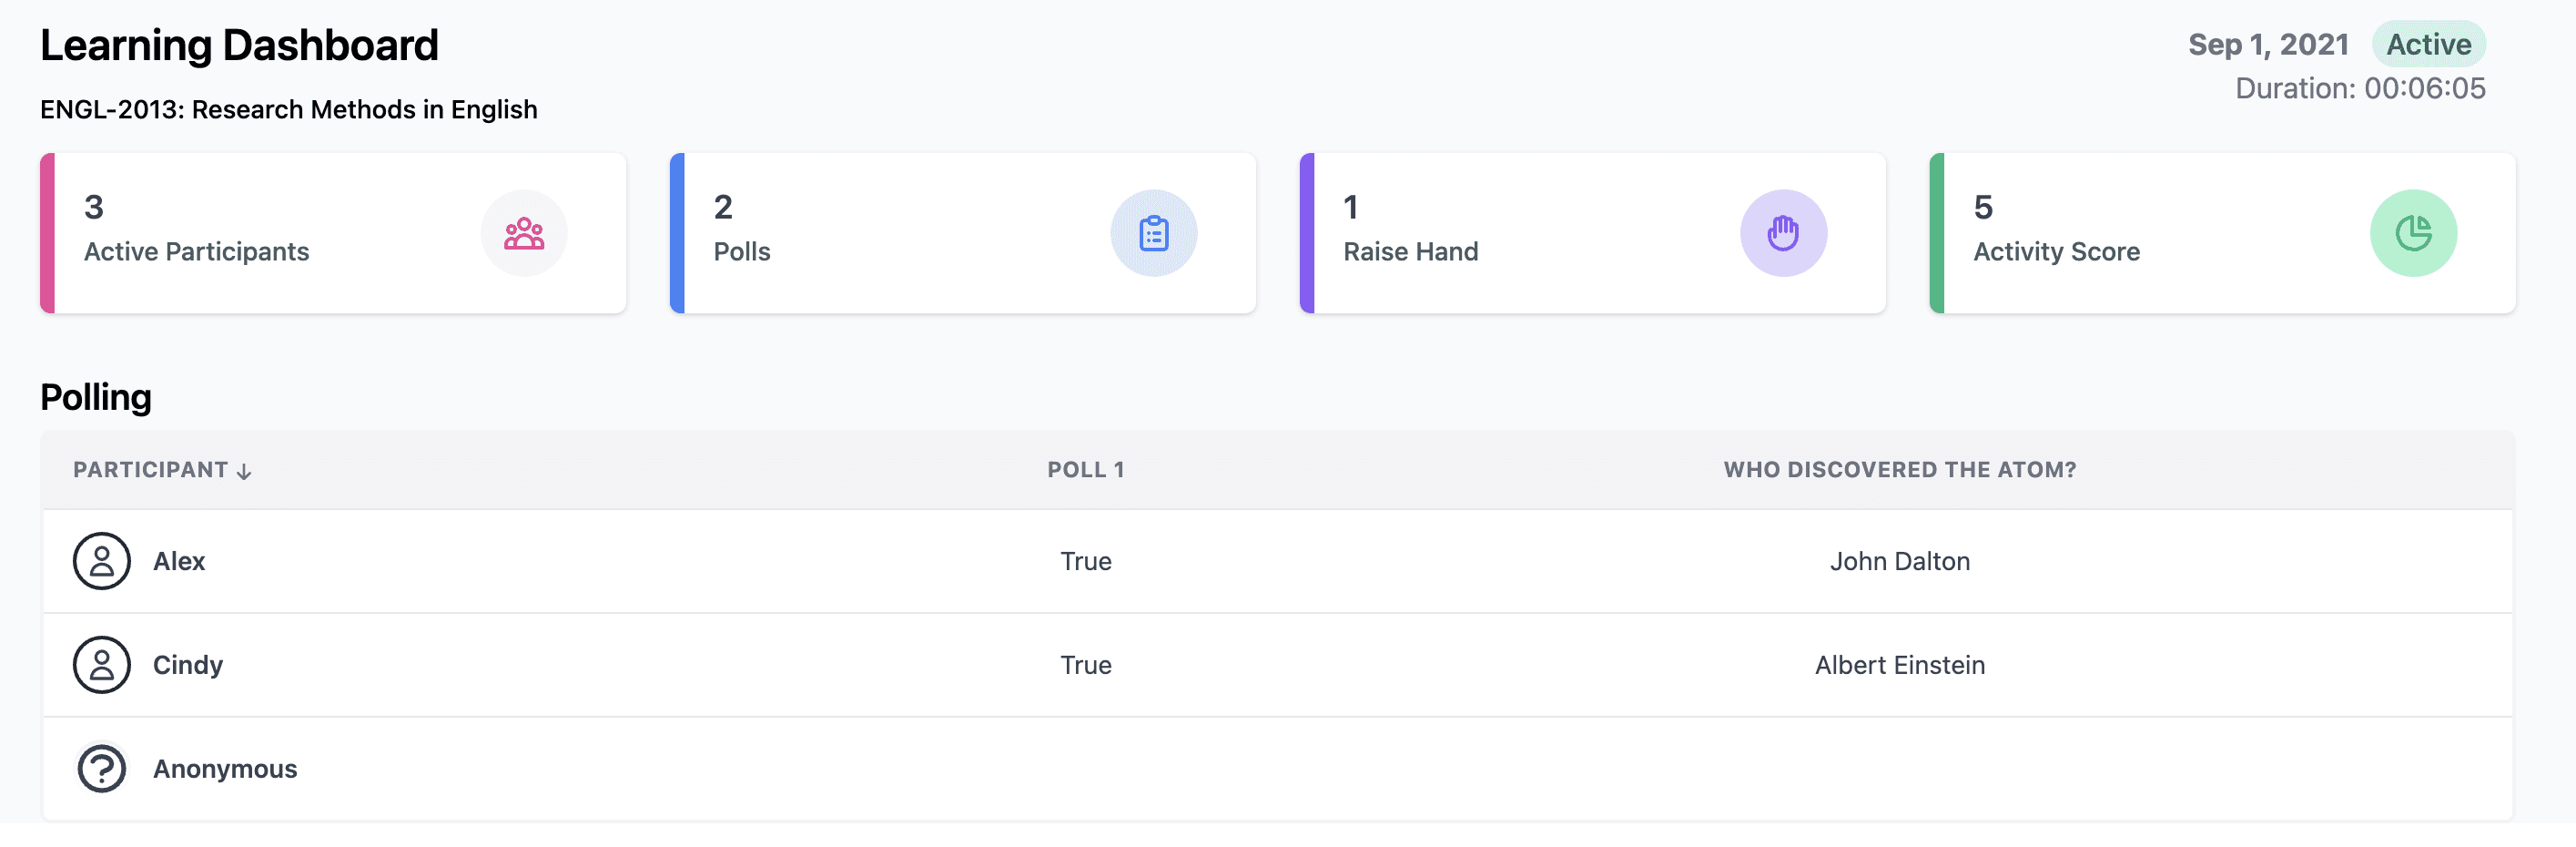 Learning Dashboard
Sep 1, 2021 Active
ENGL-2013: Research Methods in English
Duration: 00:06:05
3
Active Participants
2
Polls
1
Raise Hand
5
Activity Score
Polling
PARTICIPANT ↓ POLL 1 WHO DISCOVERED THE ATOM?
Alex True John Dalton
Cindy True Albert Einstein
Anonymous